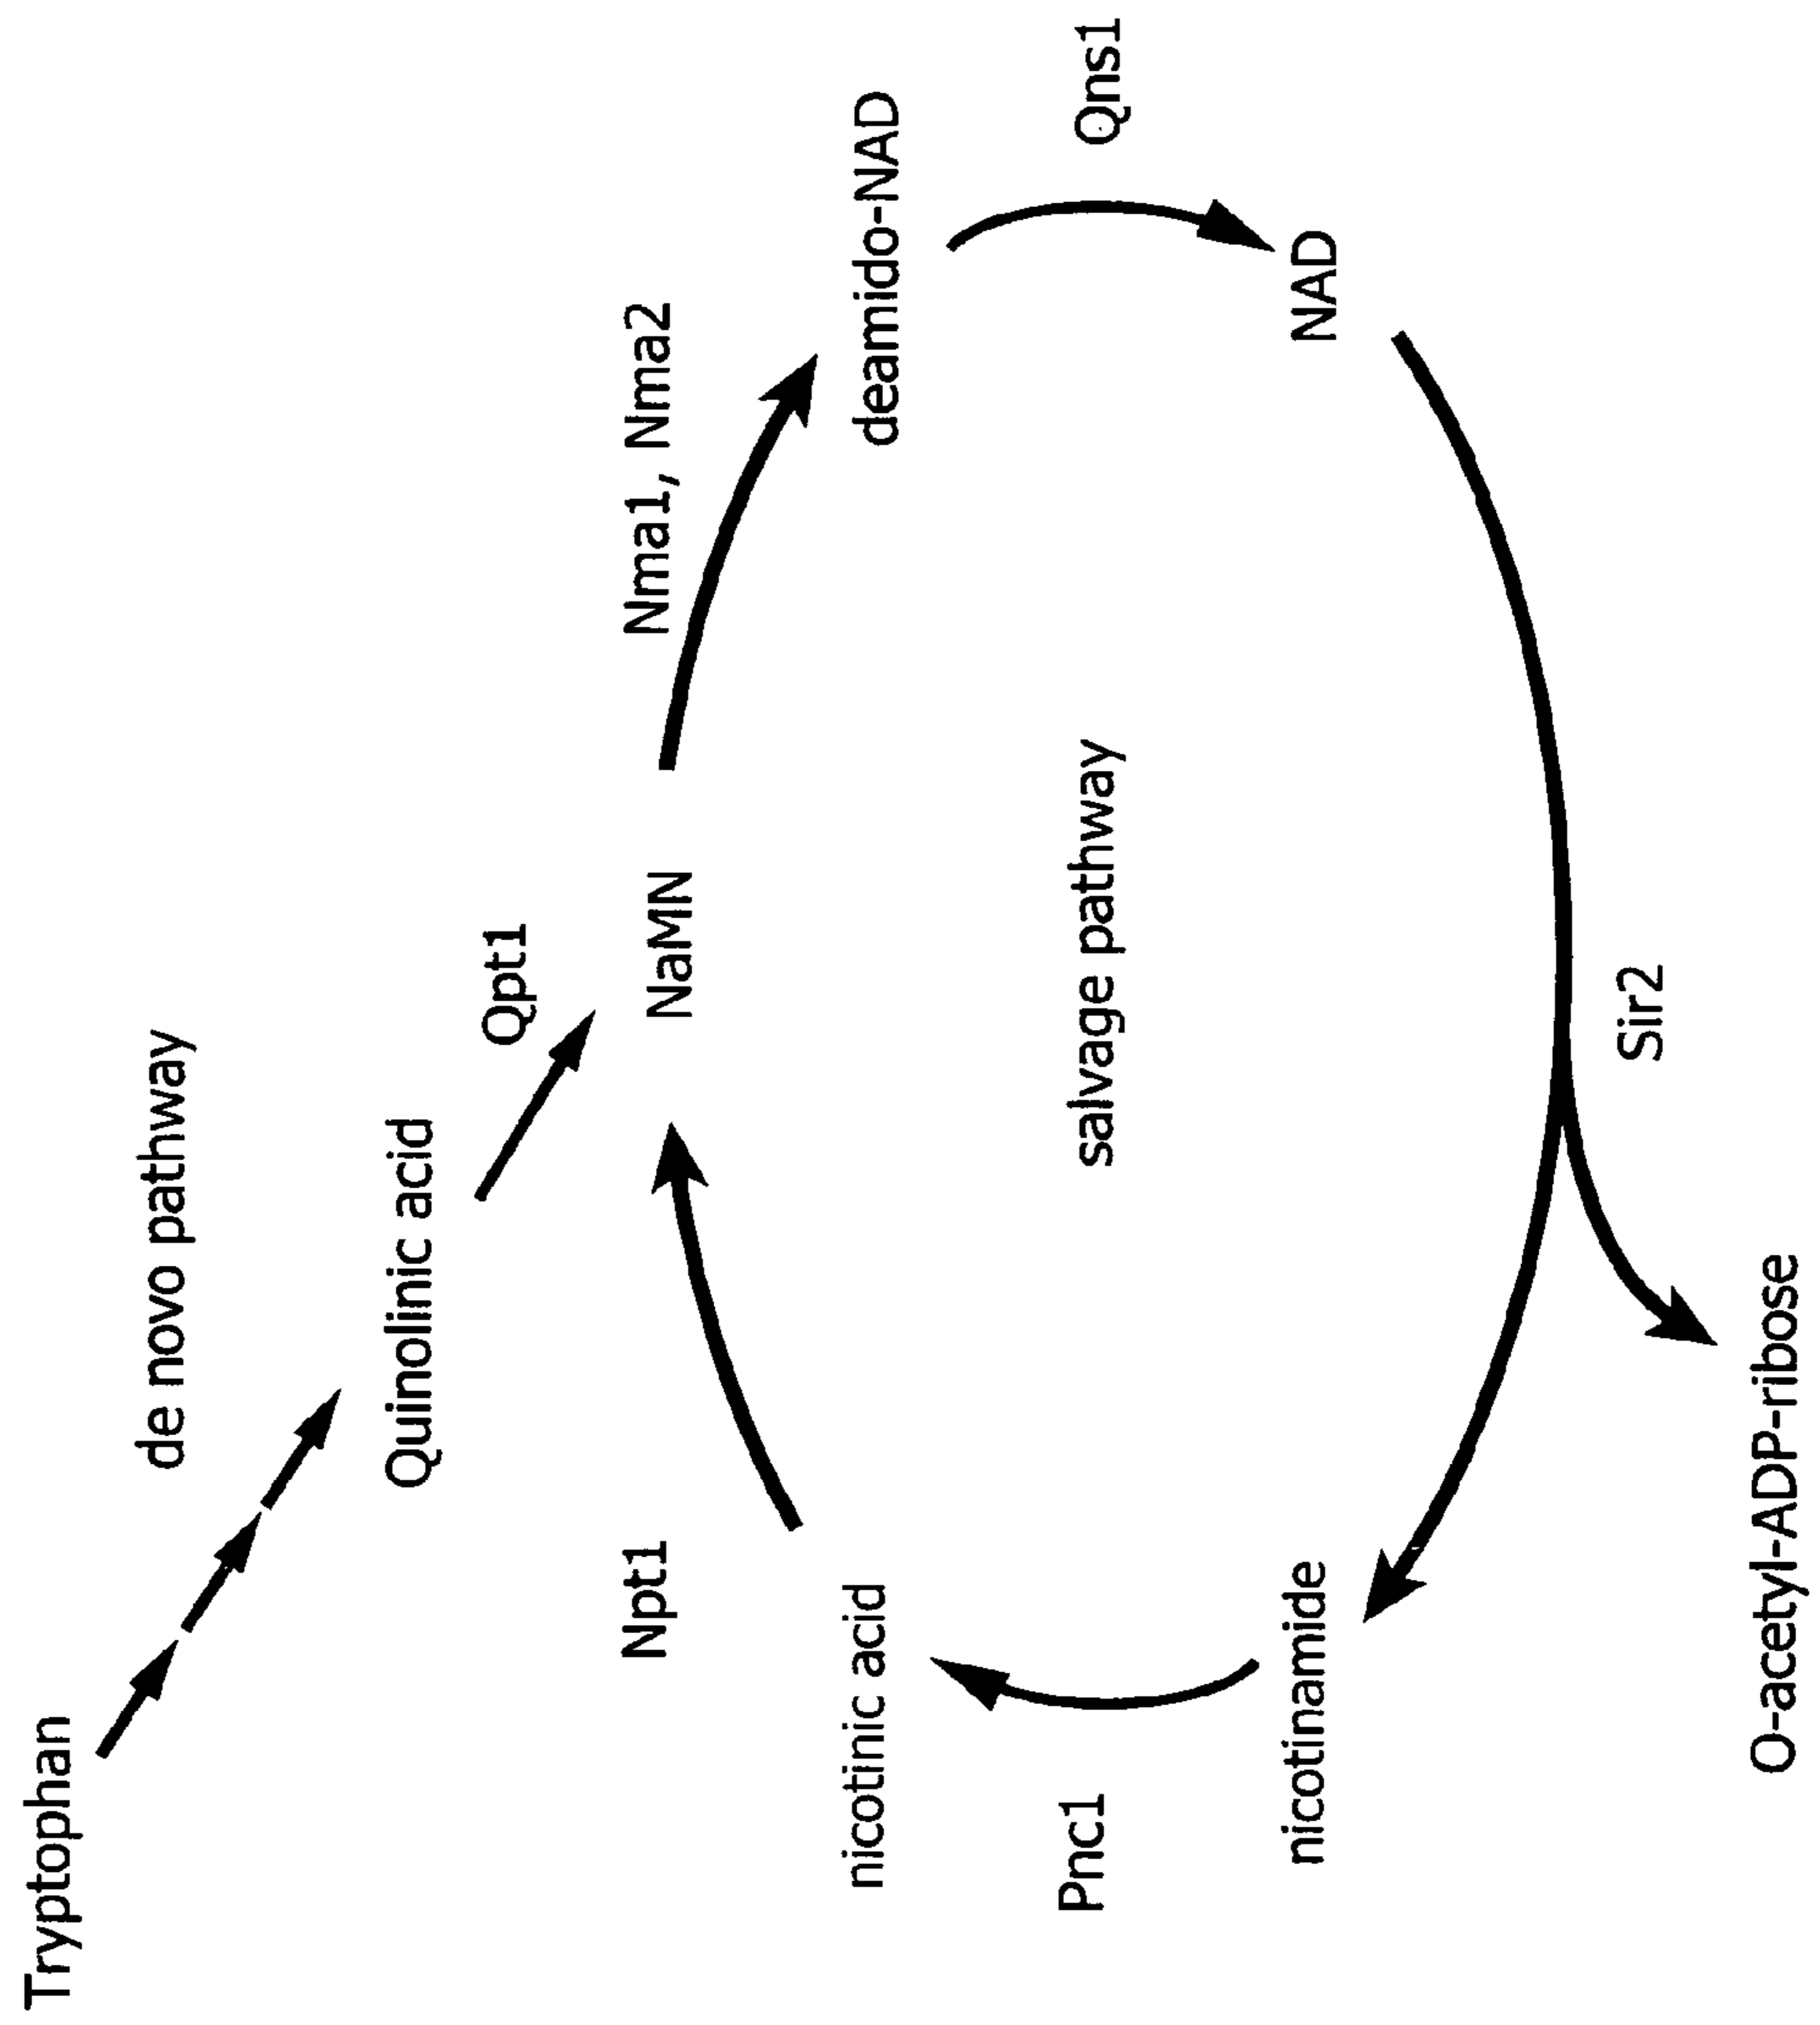 Tryptophan
de novo pathway
Quinolinic acid
Qpt1
Npt1
NaMN
Nma1, Nma2
nicotinic acid
deamido-NAD
Pnc1
salvage pathway
Qns1
nicotinamide
NAD
Sir2
O-acetyl-ADP-ribose